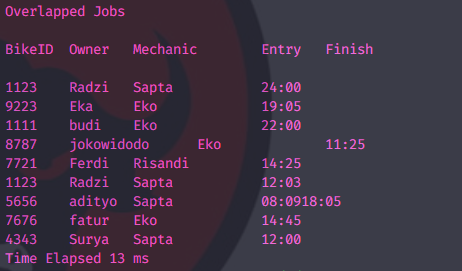 Overlapped Jobs
BikeID Owner Mechanic Entry Finish
1123 Radzi Sapta 24:00
9223 Eka Eko 19:05
1111 budi Eko 22:00
8787 jokowidodo Eko 11:25
7721 Ferdi Risandi 14:25
1123 Radzi Sapta 12:03
5656 adityo Sapta 08:0918:05
7676 fatur Eko 14:45
4343 Surya Sapta 12:00
Time Elapsed 13 ms